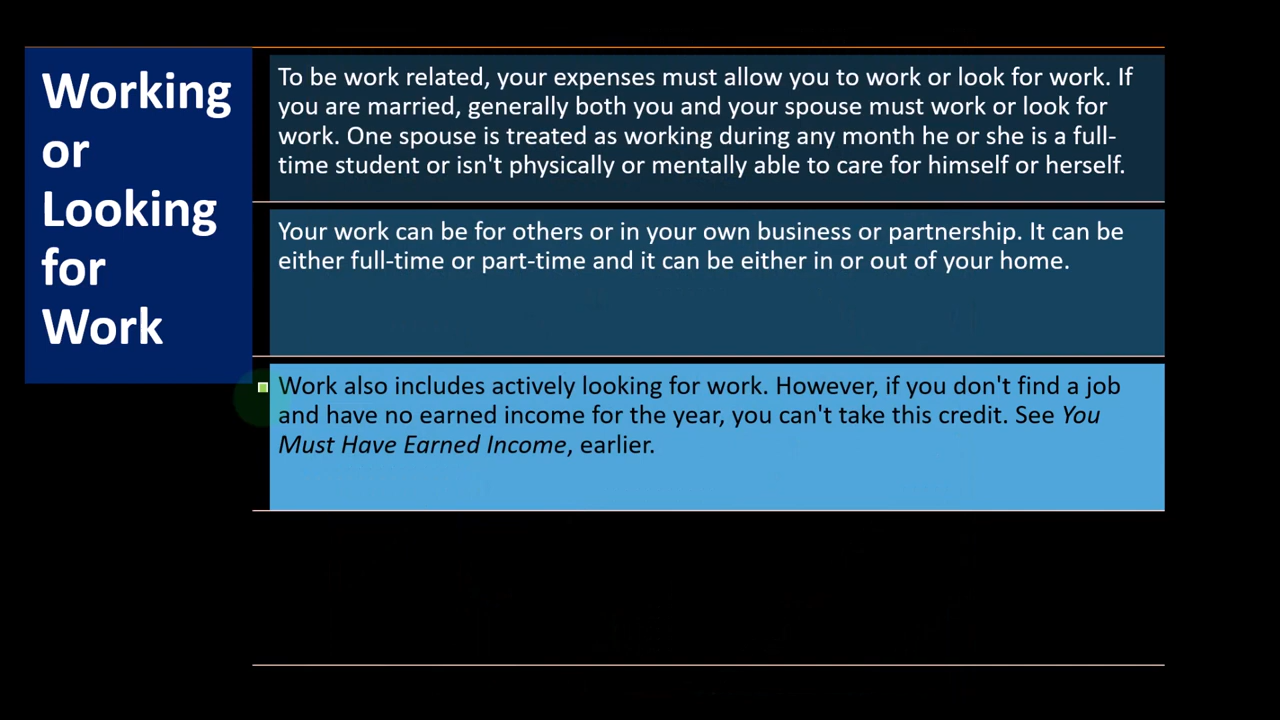 Working
or
Looking
for
Work
To be work related, your expenses must allow you to work or look for work. If
you are married, generally both you and your spouse must work or look for
work. One spouse is treated as working during any month he or she is a full-
time student or isn't physically or mentally able to care for himself or herself.
Your work can be for others or in your own business or partnership. It can be
either full-time or part-time and it can be either in or out of your home.
Work also includes actively looking for work. However, if you don't find a job
and have no earned income for the year, you can't take this credit. See You
Must Have Earned Income, earlier.